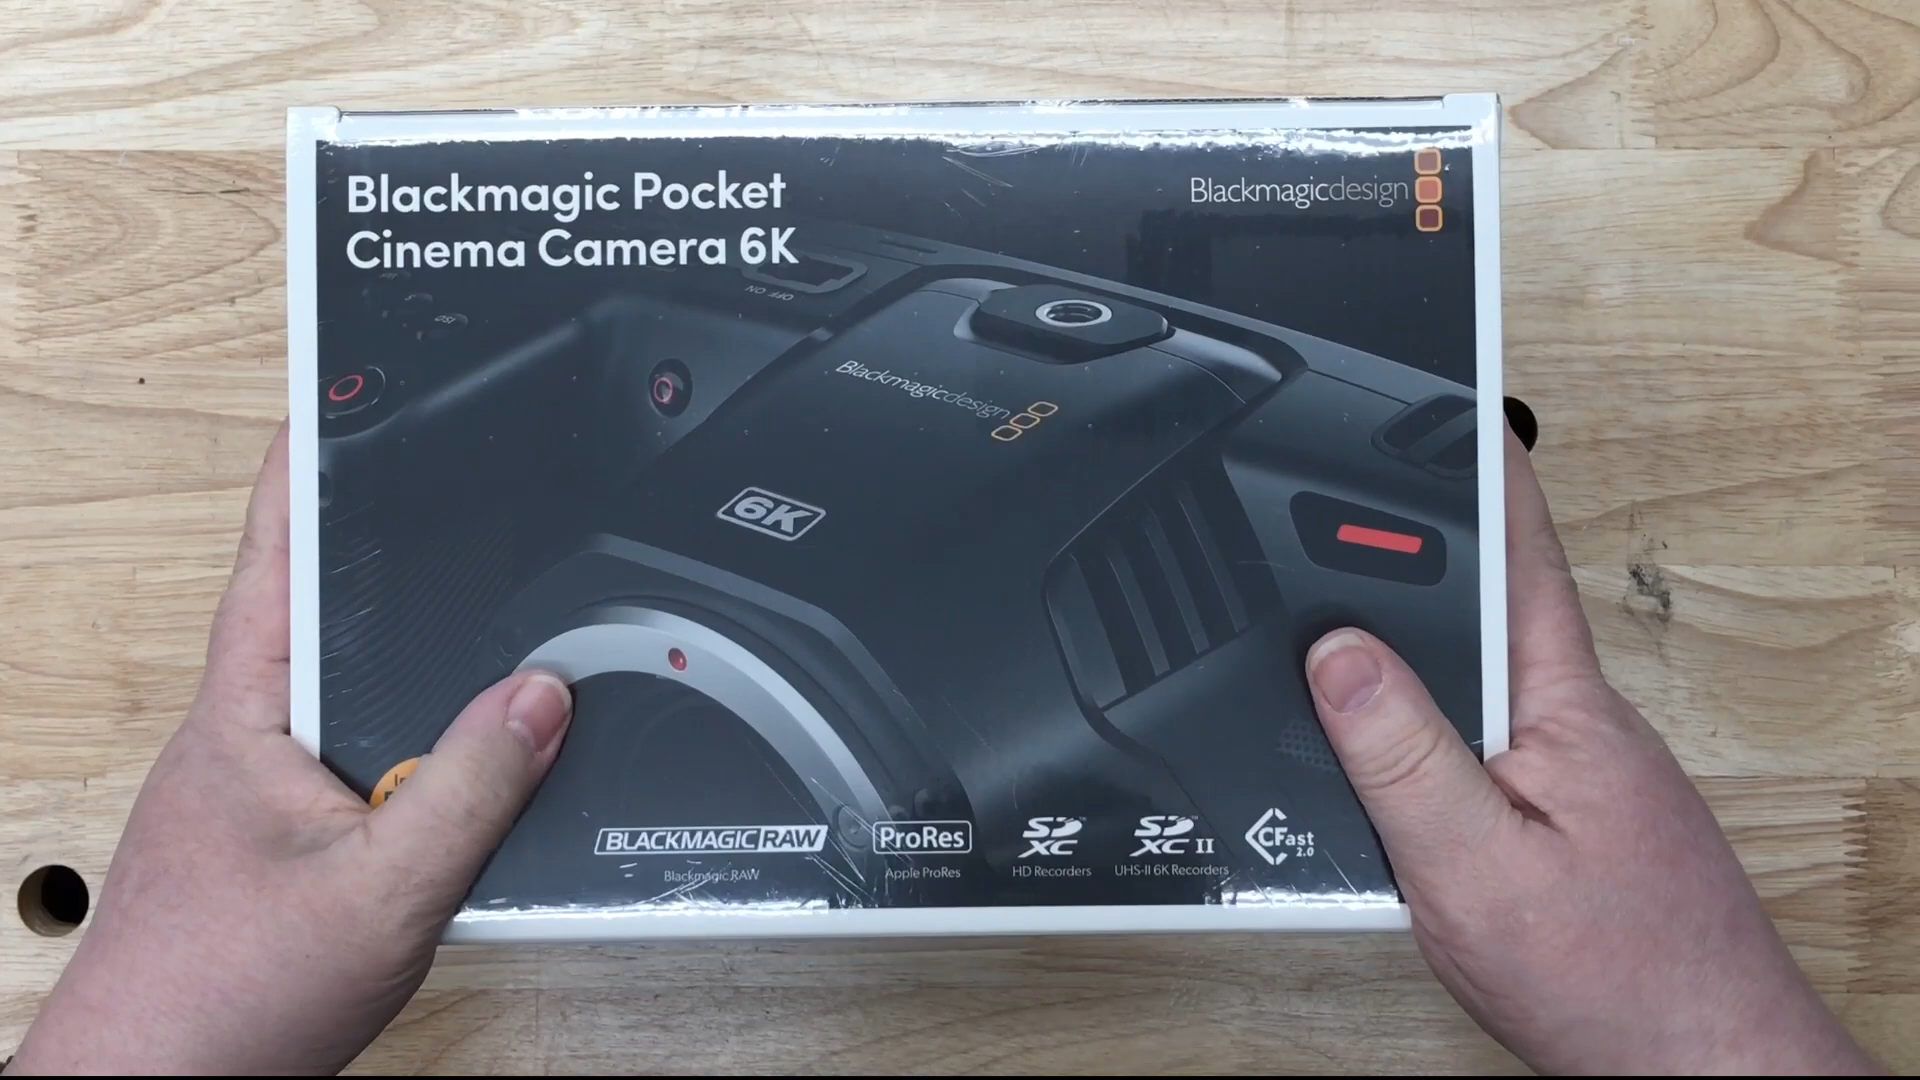 Blackmagic Pocket
Cinema Camera 6K
Blackmagicdesign
OFF ON
ISO
Blackmagicdesign
6K
BLACKMAGIC RAW
Blackmagic RAW
ProRes
Apple ProRes
SD XC
HD Recorders
SD XC II
UHS-II 6K Recorders
CFast
2.0